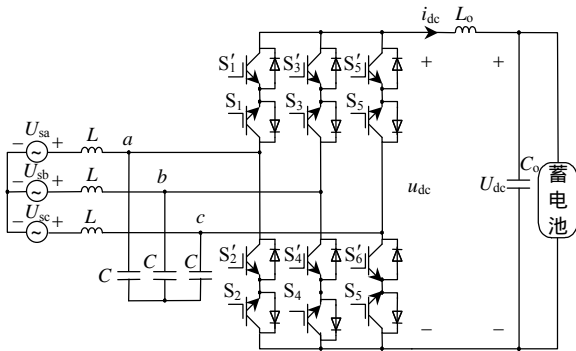 i_dc L_o
S′_1 S′_3 S′_5
+ +
S_1 S_3 S_5
− U_sa + L a
− U_sb + L b
− U_sc + L c
u_dc U_dc C_o 蓄电池
C C C
S′_2 S′_4 S′_6
S_2 S_4 S_5
− −